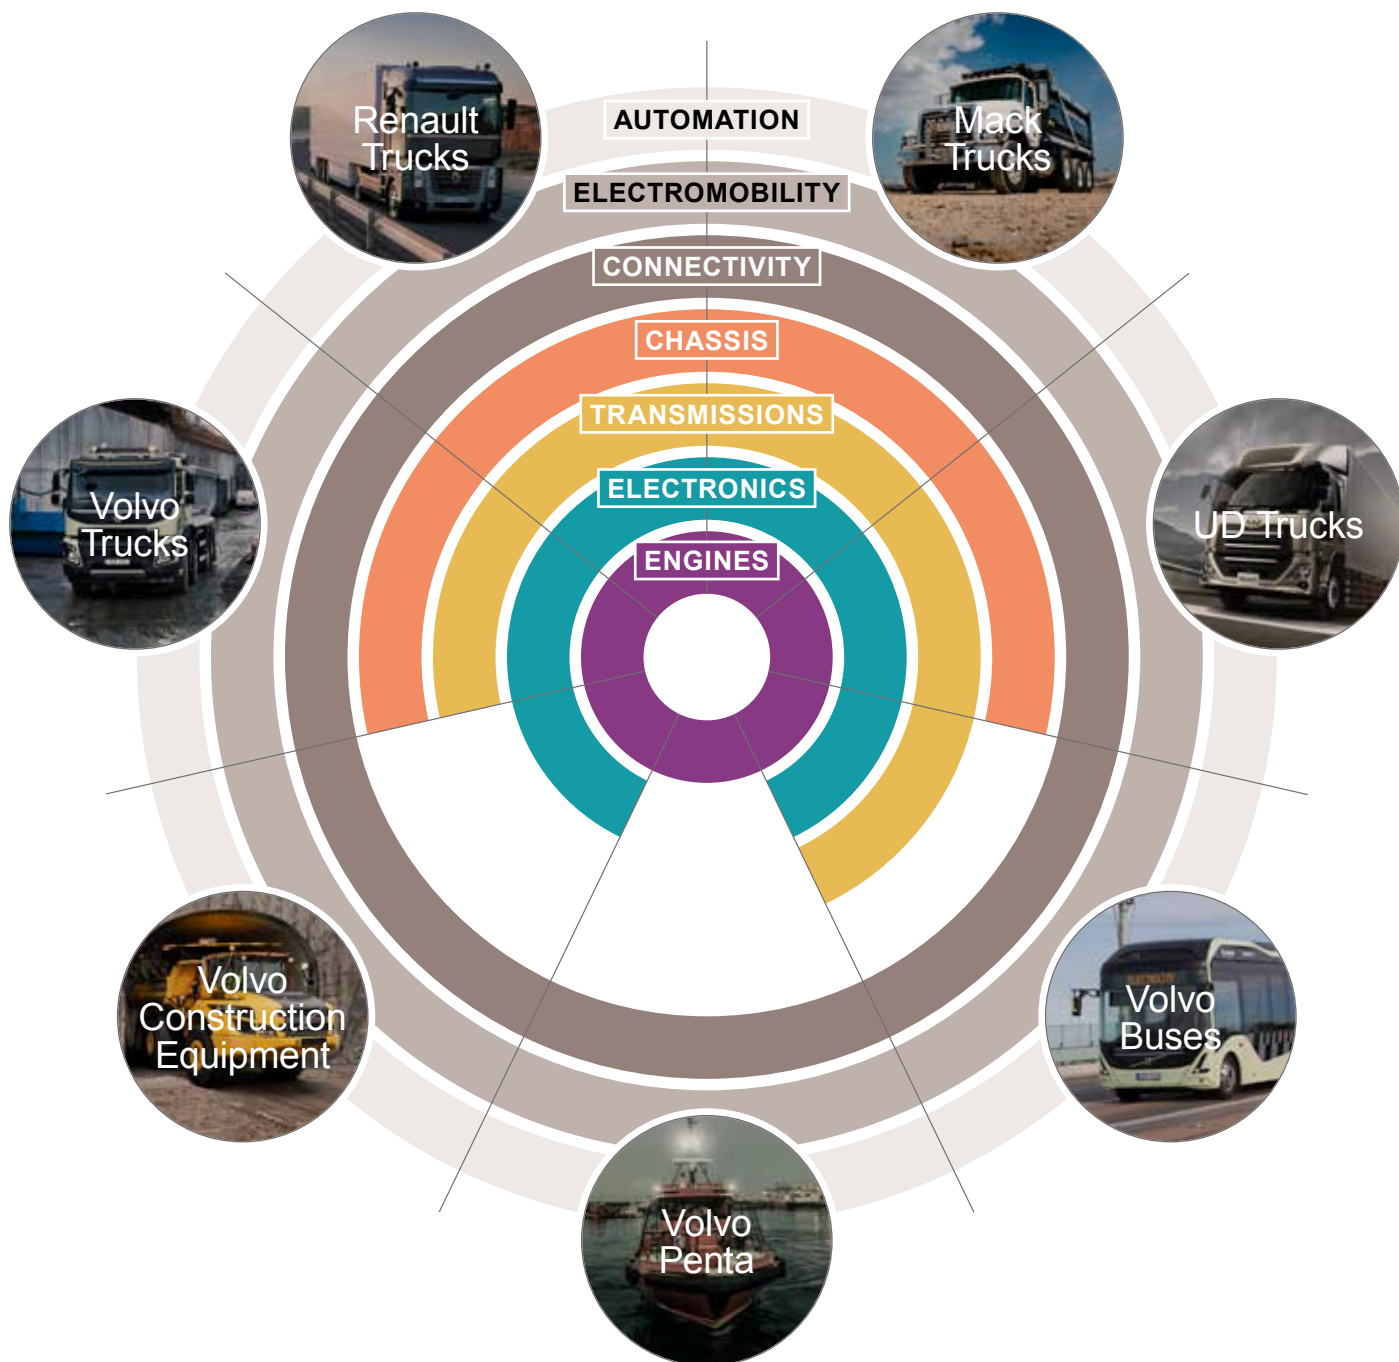 Renault
Trucks
Mack
Trucks
AUTOMATION
ELECTROMOBILITY
CONNECTIVITY
CHASSIS
TRANSMISSIONS
ELECTRONICS
ENGINES
Volvo
Trucks
UD Trucks
Volvo
Construction
Equipment
Volvo
Buses
Volvo
Penta